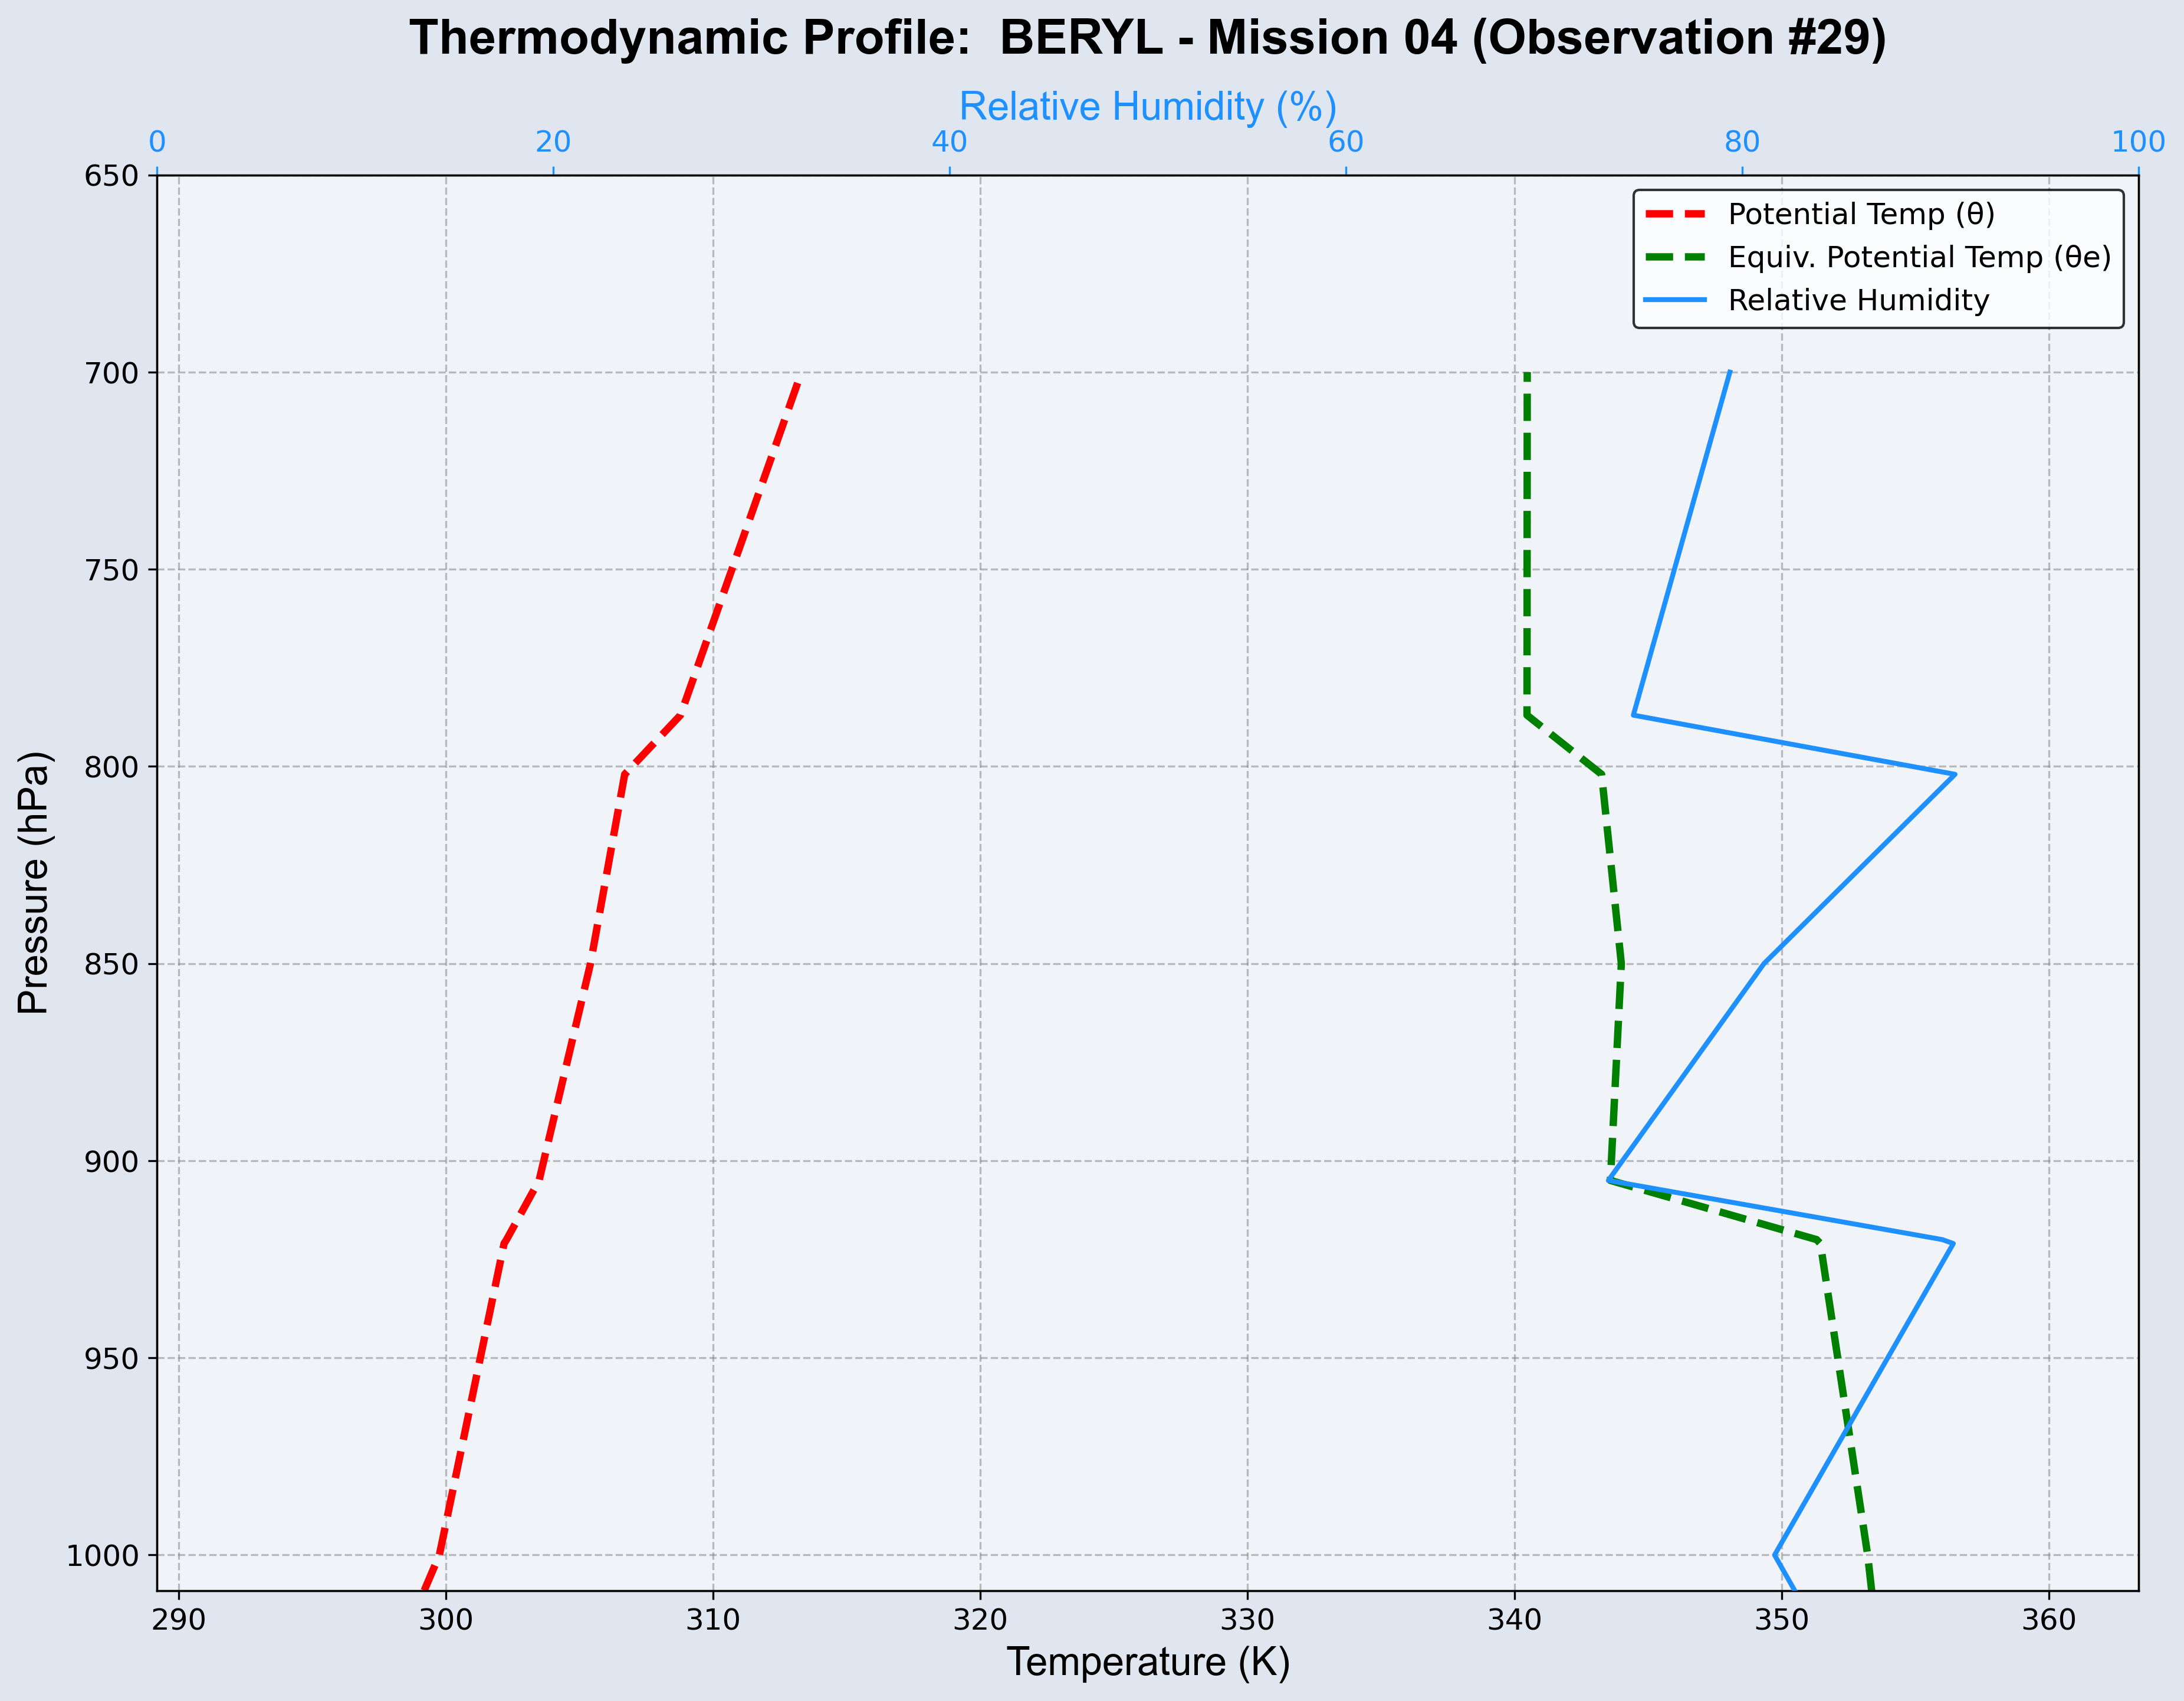 Thermodynamic Profile:  BERYL - Mission 04 (Observation #29)
Relative Humidity (%)
0 20 40 60 80 100
Potential Temp (θ)
Equiv. Potential Temp (θe)
Relative Humidity
Pressure (hPa)
650
700
750
800
850
900
950
1000
290 300 310 320 330 340 350 360
Temperature (K)